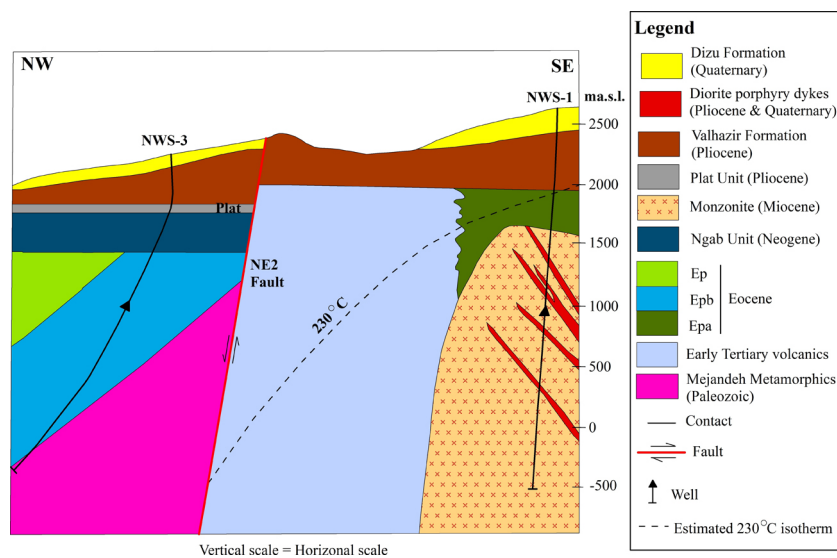 NW
SE
NWS-3
NWS-1
ma.s.l.
2500
2000
1500
1000
500
0
-500
Plat
NE2
Fault
230°C
Vertical scale = Horizonal scale
Legend
Dizu Formation
(Quaternary)
Diorite porphyry dykes
(Pliocene & Quaternary)
Valhazir Formation
(Pliocene)
Plat Unit (Pliocene)
Monzonite (Miocene)
Ngab Unit (Neogene)
Ep
Epb
Eocene
Epa
Early Tertiary volcanics
Mejandeh Metamorphics
(Paleozoic)
Contact
Fault
Well
Estimated 230°C isotherm